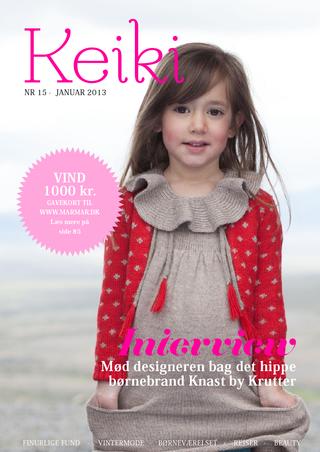 Keiki
NR 15 · JANUAR 2013
VIND
1000 kr.
GAVEKORT TIL
WWW.MARMAR.DK
Læs mere på
side 85
Interview
Mød designeren bag det hippe
børnebrand Knast by Krutter
FINURLIGE FUND · VINTERMODE · BØRNEVÆRELSET · REJSER · BEAUTY